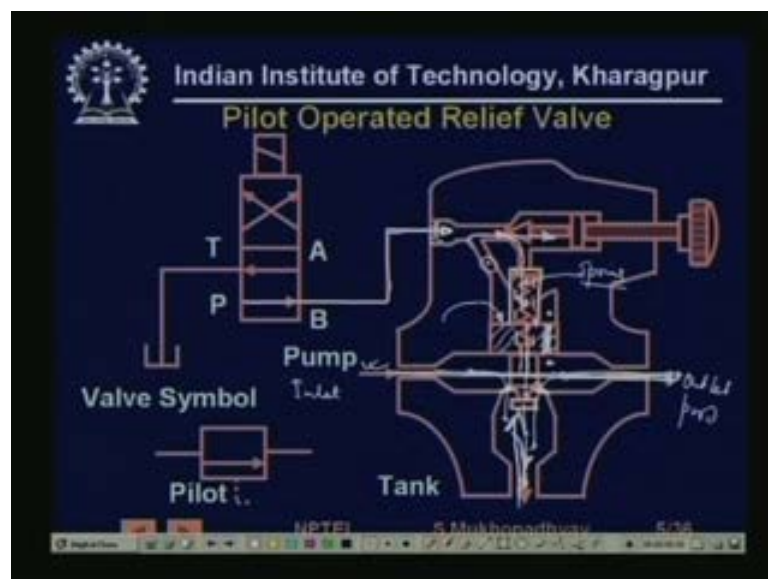 Indian Institute of Technology, Kharagpur
Pilot Operated Relief Valve
T A
P B
Spring
Pump
Inlet
Outlet
port
Valve Symbol
Pilot
Tank
NPTEL S.Mukhopadhyay 5/36